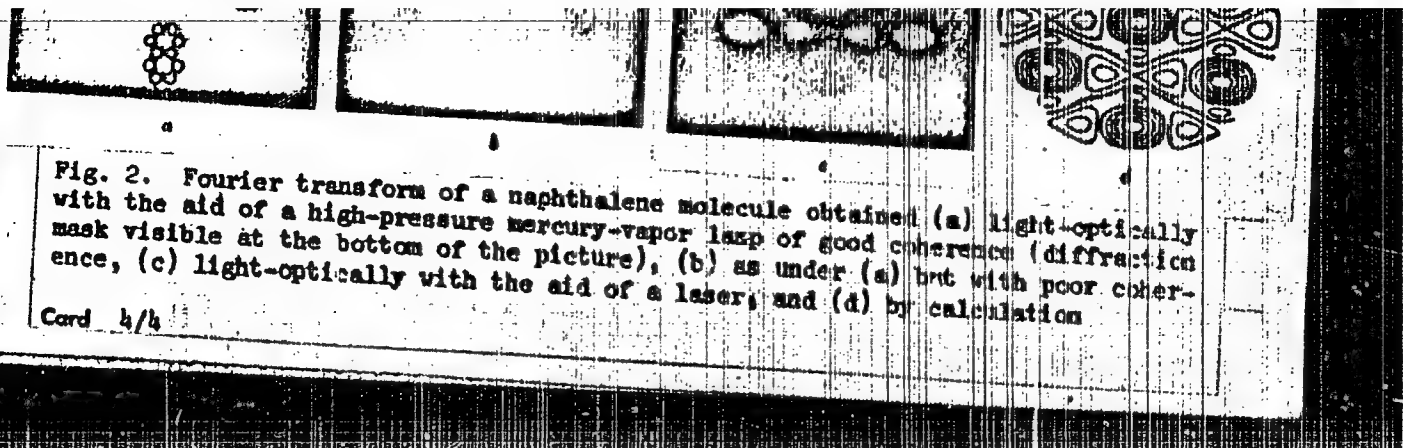 a
b
c
d
Fig. 2. Fourier transform of a naphthalene molecule obtained (a) light-optically
with the aid of a high-pressure mercury-vapor lamp of good coherence (diffraction
mask visible at the bottom of the picture), (b) as under (a) but with poor coher-
ence, (c) light-optically with the aid of a laser, and (d) by calculation
Card 4/4